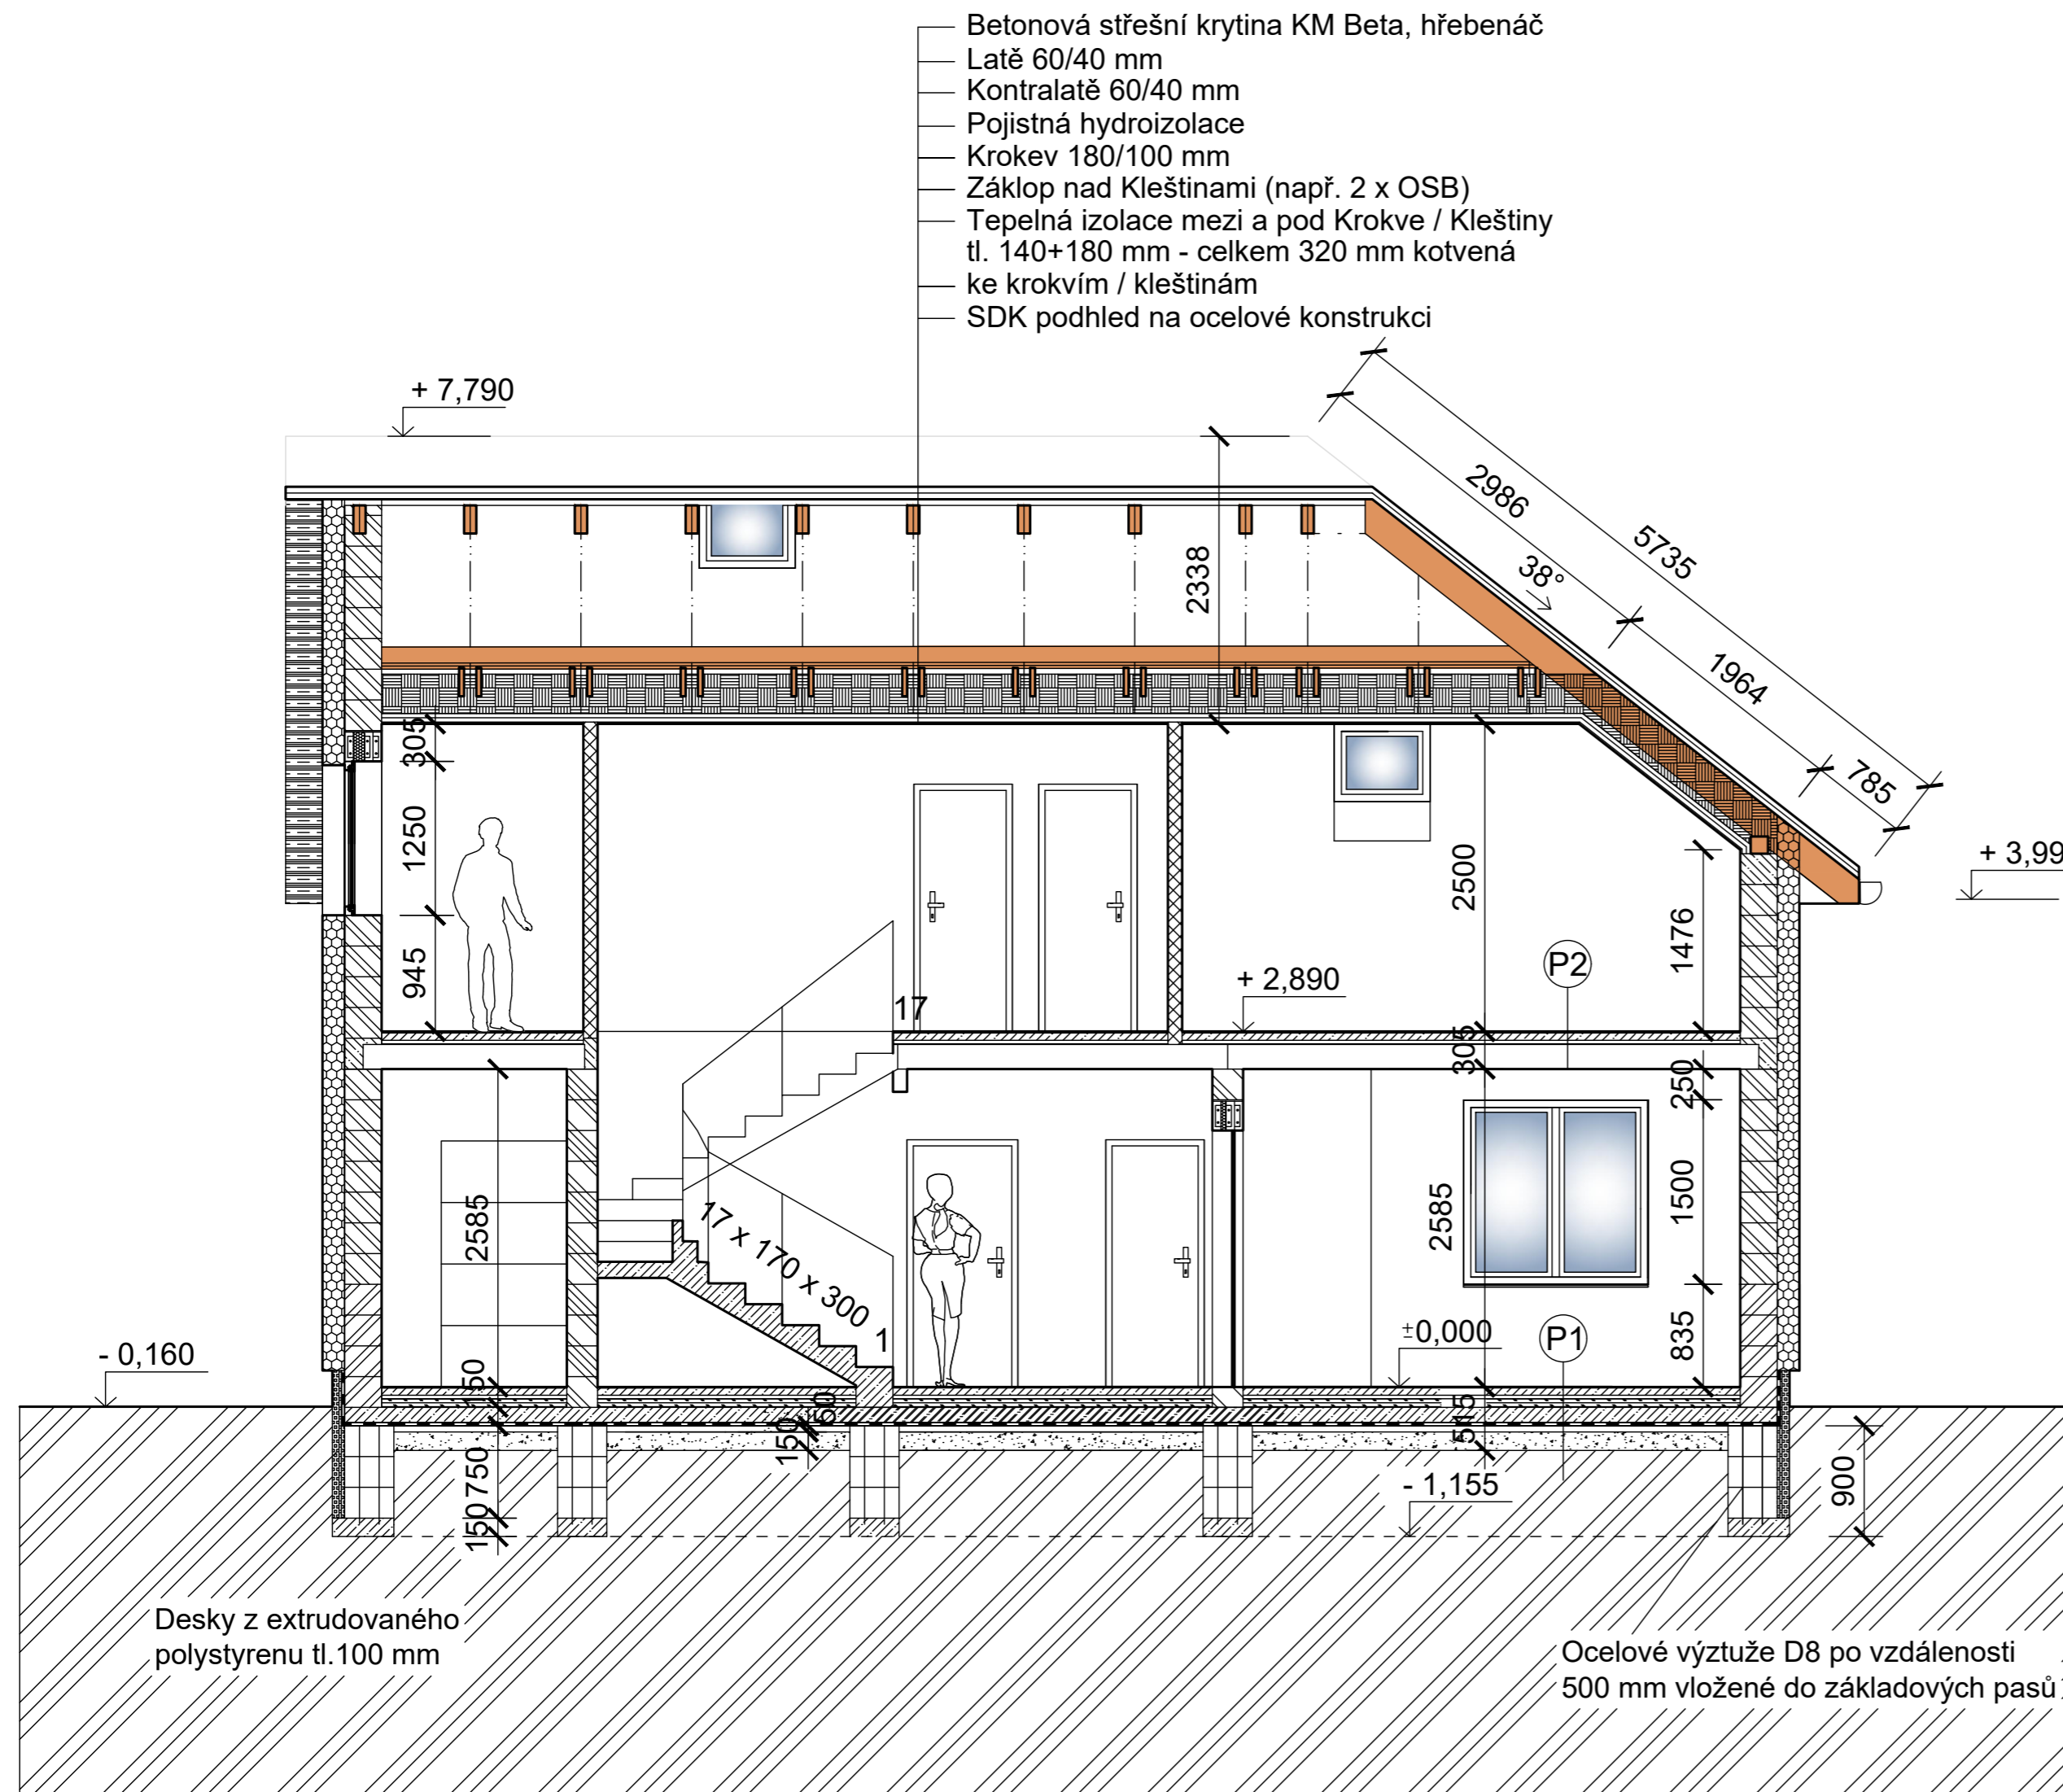 Betonová střešní krytina KM Beta, hřebenáč
Latě 60/40 mm
Kontralatě 60/40 mm
Pojistná hydroizolace
Krokev 180/100 mm
Záklop nad Kleštinami (např. 2 x OSB)
Tepelná izolace mezi a pod Krokve / Kleštiny
tl. 140+180 mm - celkem 320 mm kotvená
ke krokvím / kleštinám
SDK podhled na ocelové konstrukci
+ 7,790
2986
5735
38°
2338
1964
785
305
1250
945
2500
1476
+ 3,99
P2
+ 2,890
17
305
250
2585
17 x 170 x 300
1
2585
1500
835
±0,000
P1
- 0,160
150
50
150
515
750
150
- 1,155
900
Desky z extrudovaného
polystyrenu tl.100 mm
Ocelové výztuže D8 po vzdálenosti
500 mm vložené do základových pasů